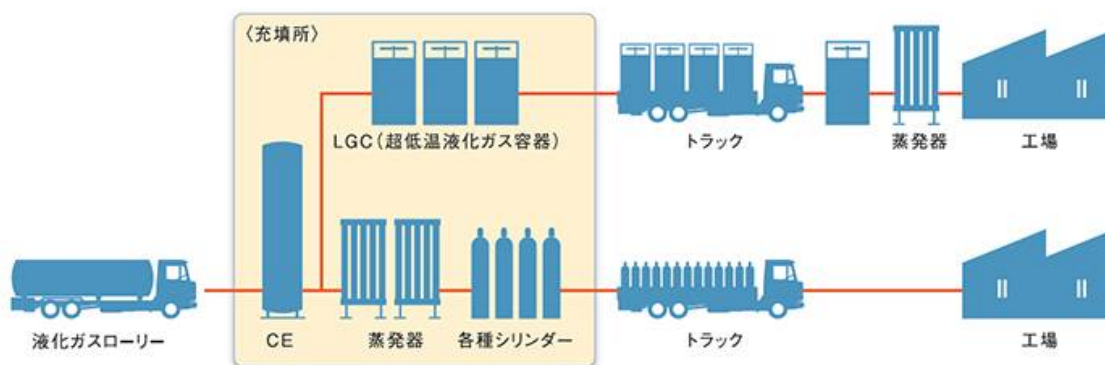 〈充填所〉
LGC(超低温液化ガス容器)
トラック
蒸発器
工場
液化ガスローリー
CE
蒸発器
各種シリンダー
トラック
工場